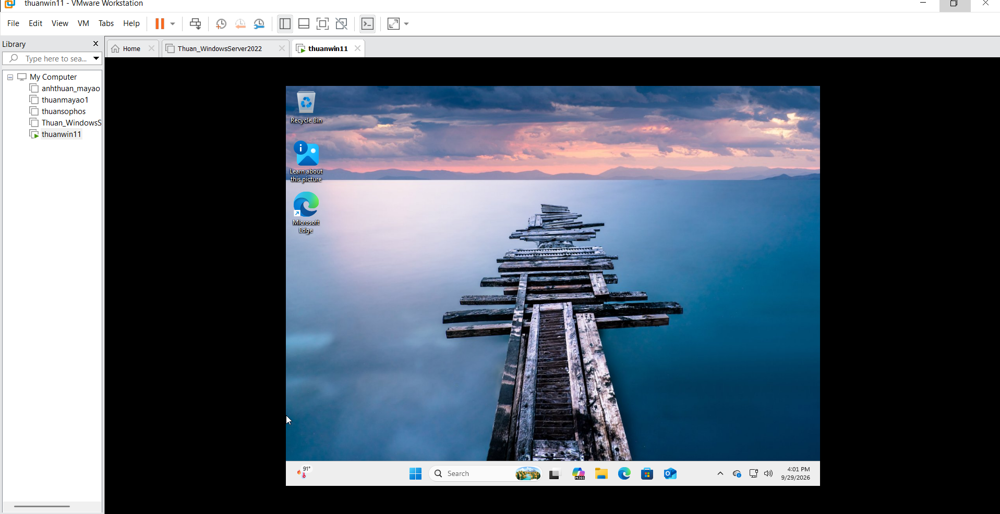 thuanwin11 - VMware Workstation
File Edit View VM Tabs Help
Library
Type here to sea...
My Computer
anhthuan_mayao
thuanmayao1
thuansophos
Thuan_WindowsS
thuanwin11
Home
Thuan_WindowsServer2022
thuanwin11
Recycle Bin
Learn about
this picture
Microsoft
Edge
91°
Search
M365
4:01 PM
9/29/2026